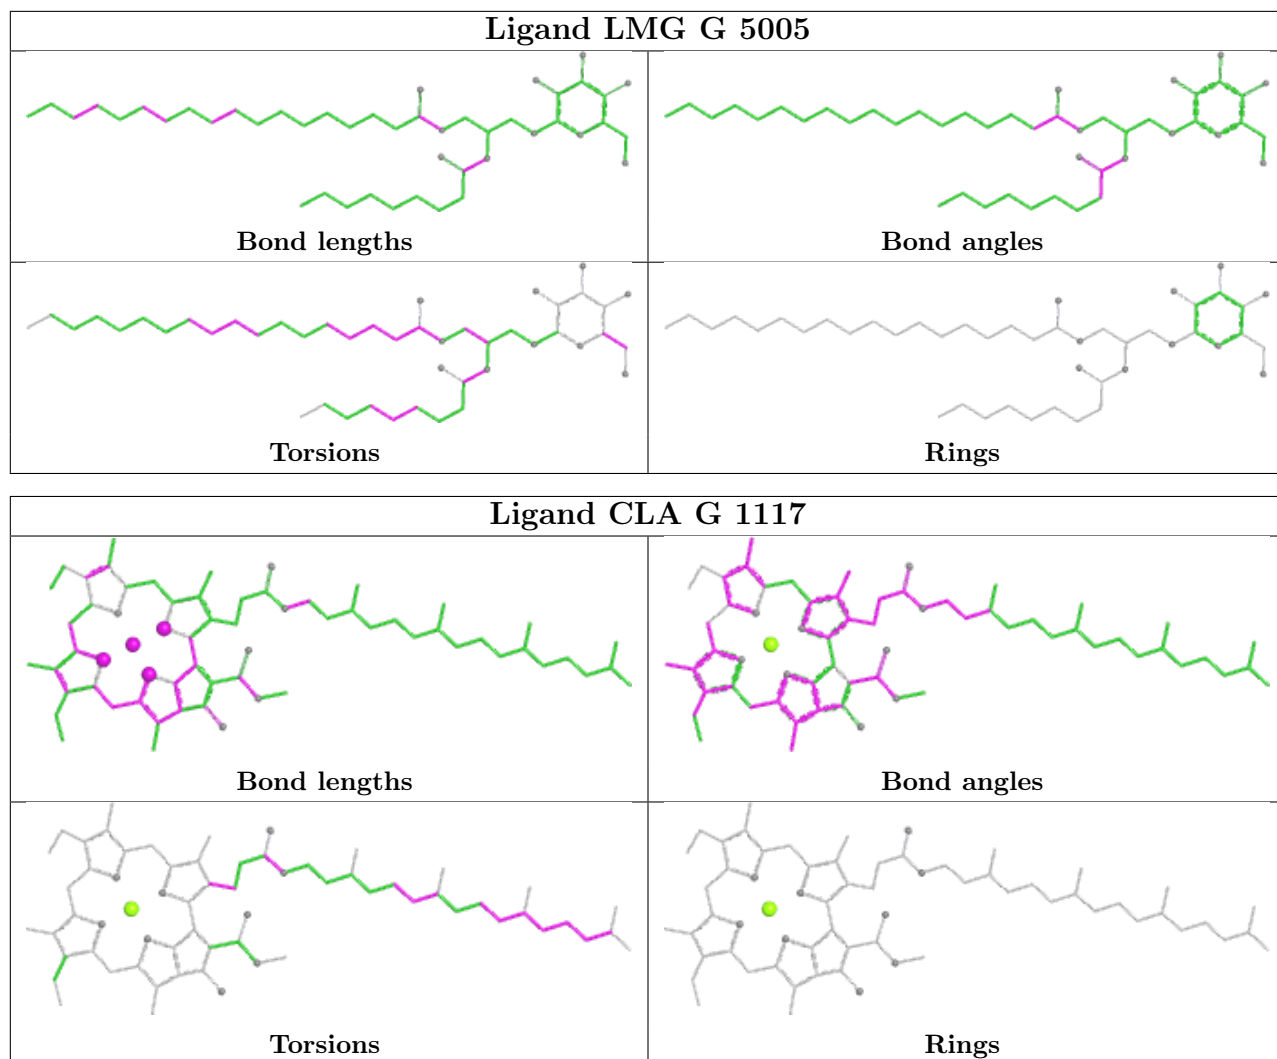 Ligand LMG G 5005
Bond lengths
Bond angles
Torsions
Rings
Ligand CLA G 1117
Bond lengths
Bond angles
Torsions
Rings